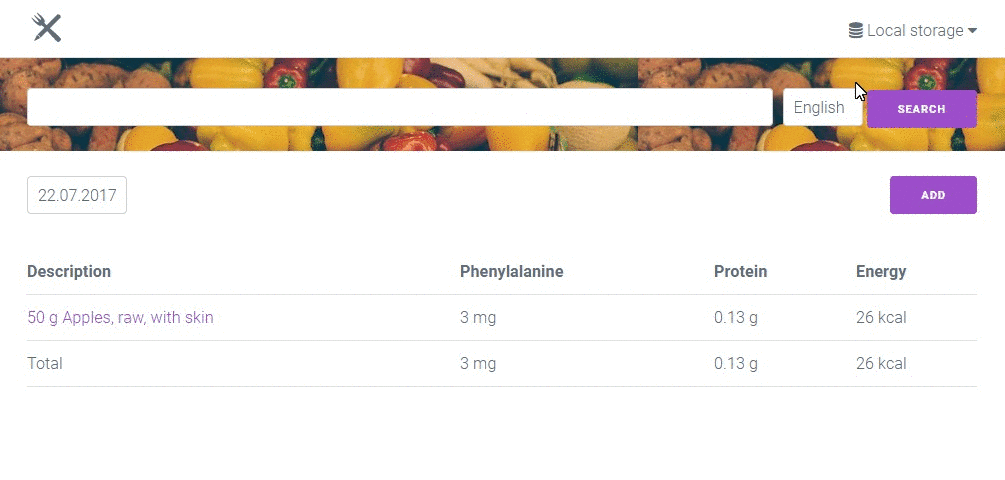 Local storage
English SEARCH
22.07.2017 ADD
Description Phenylalanine Protein Energy
50 g Apples, raw, with skin 3 mg 0.13 g 26 kcal
Total 3 mg 0.13 g 26 kcal